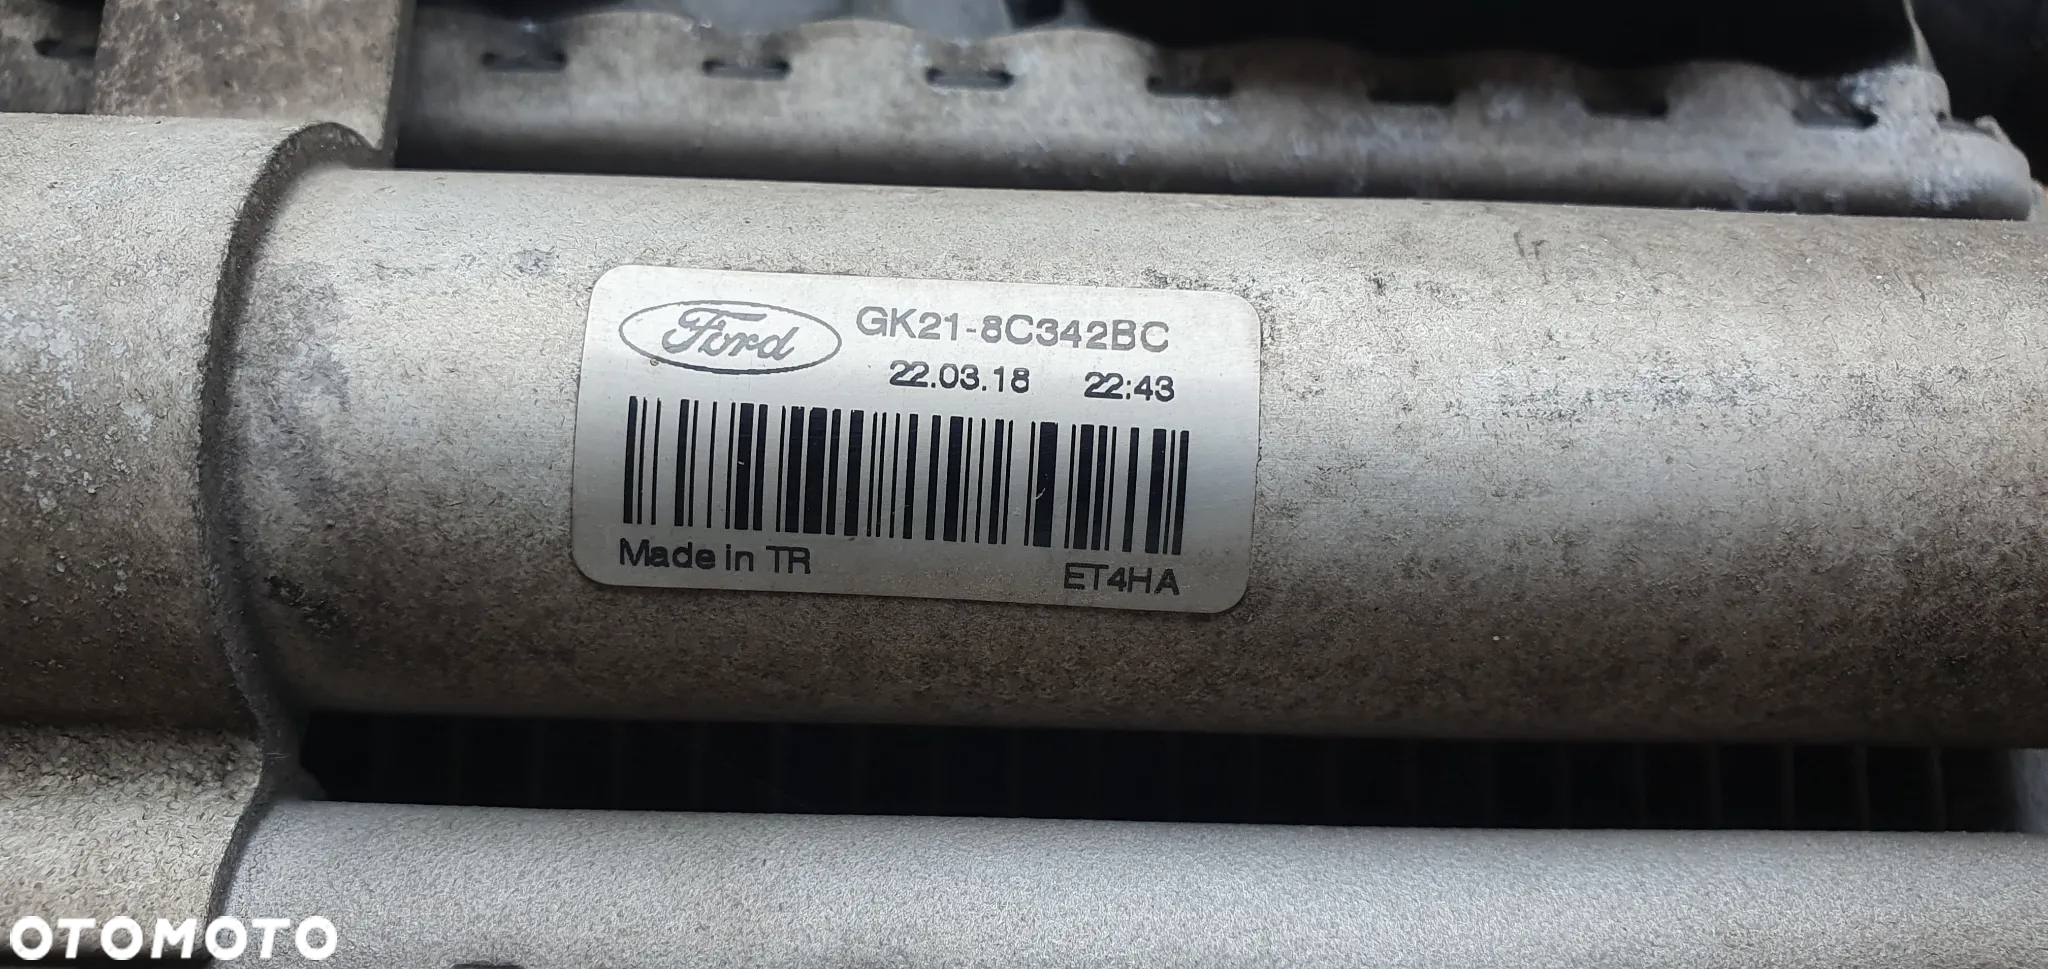 Ford GK21-8C342BC
22.03.18 22:43
Made in TR ET4HA
OTOMOTO